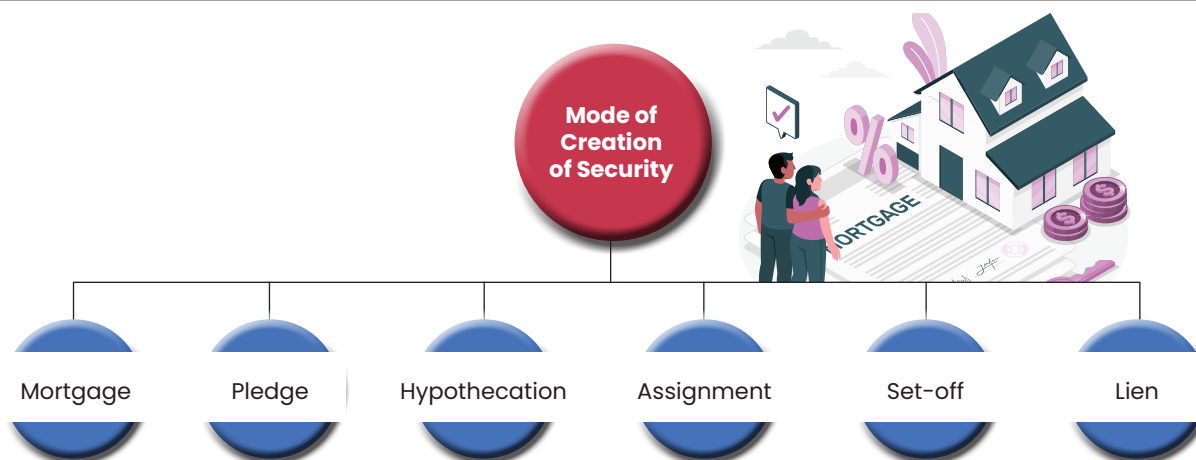 Mode of
Creation
of Security
%
MORTGAGE
$
$
Mortgage
Pledge
Hypothecation
Assignment
Set-off
Lien